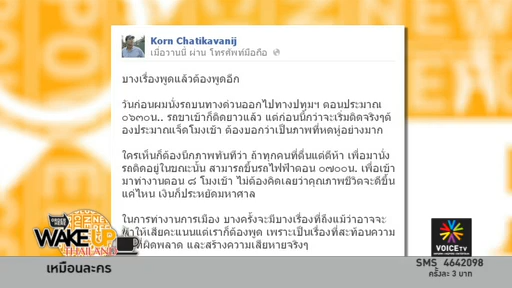 Korn Chatikavanij
เมื่อวานนี้ ผ่าน โทรศัพท์มือถือ
บางเรื่องพูดแล้วต้องพูดอีก
วันก่อนผมนั่งรถบนทางด่วนออกไปทางปทุมฯ ตอนประมาณ
๐๖๓๐น.. รถขาเข้าก็ติดยาวแล้ว แต่ก่อนนี้กว่าจะเริ่มติดจริงๆก็
ต้องประมาณเจ็ดโมงเช้า ต้องบอกว่าเป็นภาพที่หดหู่อย่างมาก
ใครเห็นก็ต้องนึกภาพทันทีว่า ถ้าทุกคนที่ตื่นแต่ตีห้า เพื่อมานั่ง
รถติดอยู่ในขณะนั้น สามารถขึ้นรถไฟฟ้าตอน ๐๗๐๐น. เพื่อเข้า
มาทำงานตอน ๘ โมงเช้า ไม่ต้องคิดเลยว่าคุณภาพชีวิตจะดีขึ้น
แค่ไหน เงินก็ประหยัดมหาศาล
ในการทำงานการเมือง บางครั้งจะมีบางเรื่องที่ถึงแม้ว่าอาจจะ
ทำให้เสียคะแนนแต่เราก็ต้องพูด เพราะเป็นเรื่องที่สะท้อนความ
ที่ผิดพลาด และสร้างความเสียหายจริงๆ
WAKE UP
THAILAND
VOICE TV
เหมือนละคร
SMS 4642098
ครั้งละ 3 บาท